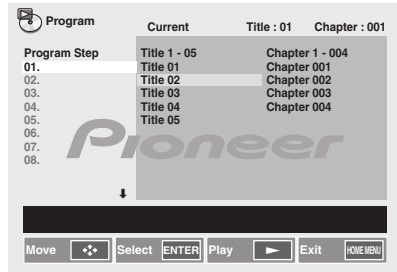 Program
Current Title : 01 Chapter : 001
Program Step Title 1 - 05 Chapter 1 - 004
01. Title 01 Chapter 001
02. Title 02 Chapter 002
03. Title 03 Chapter 003
04. Title 04 Chapter 004
05. Title 05
06.
07.
08.
Pioneer
Move Select ENTER Play Exit HOME MENU